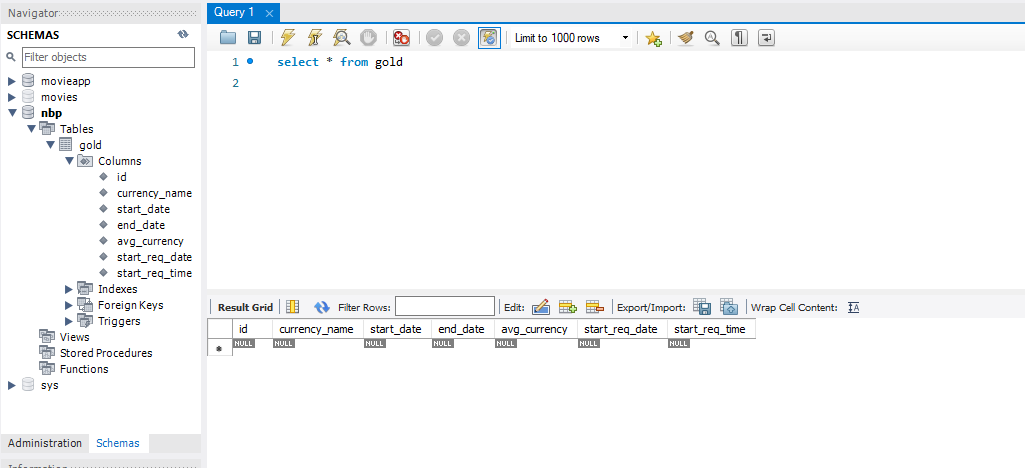 Navigator
SCHEMAS
Filter objects
movieapp
movies
nbp
Tables
gold
Columns
id
currency_name
start_date
end_date
avg_currency
start_req_date
start_req_time
Indexes
Foreign Keys
Triggers
Views
Stored Procedures
Functions
sys
Administration Schemas
Information
Query 1
Limit to 1000 rows
1 select * from gold
2
Result Grid Filter Rows: Edit: Export/Import: Wrap Cell Content:
id currency_name start_date end_date avg_currency start_req_date start_req_time
NULL NULL NULL NULL NULL NULL NULL